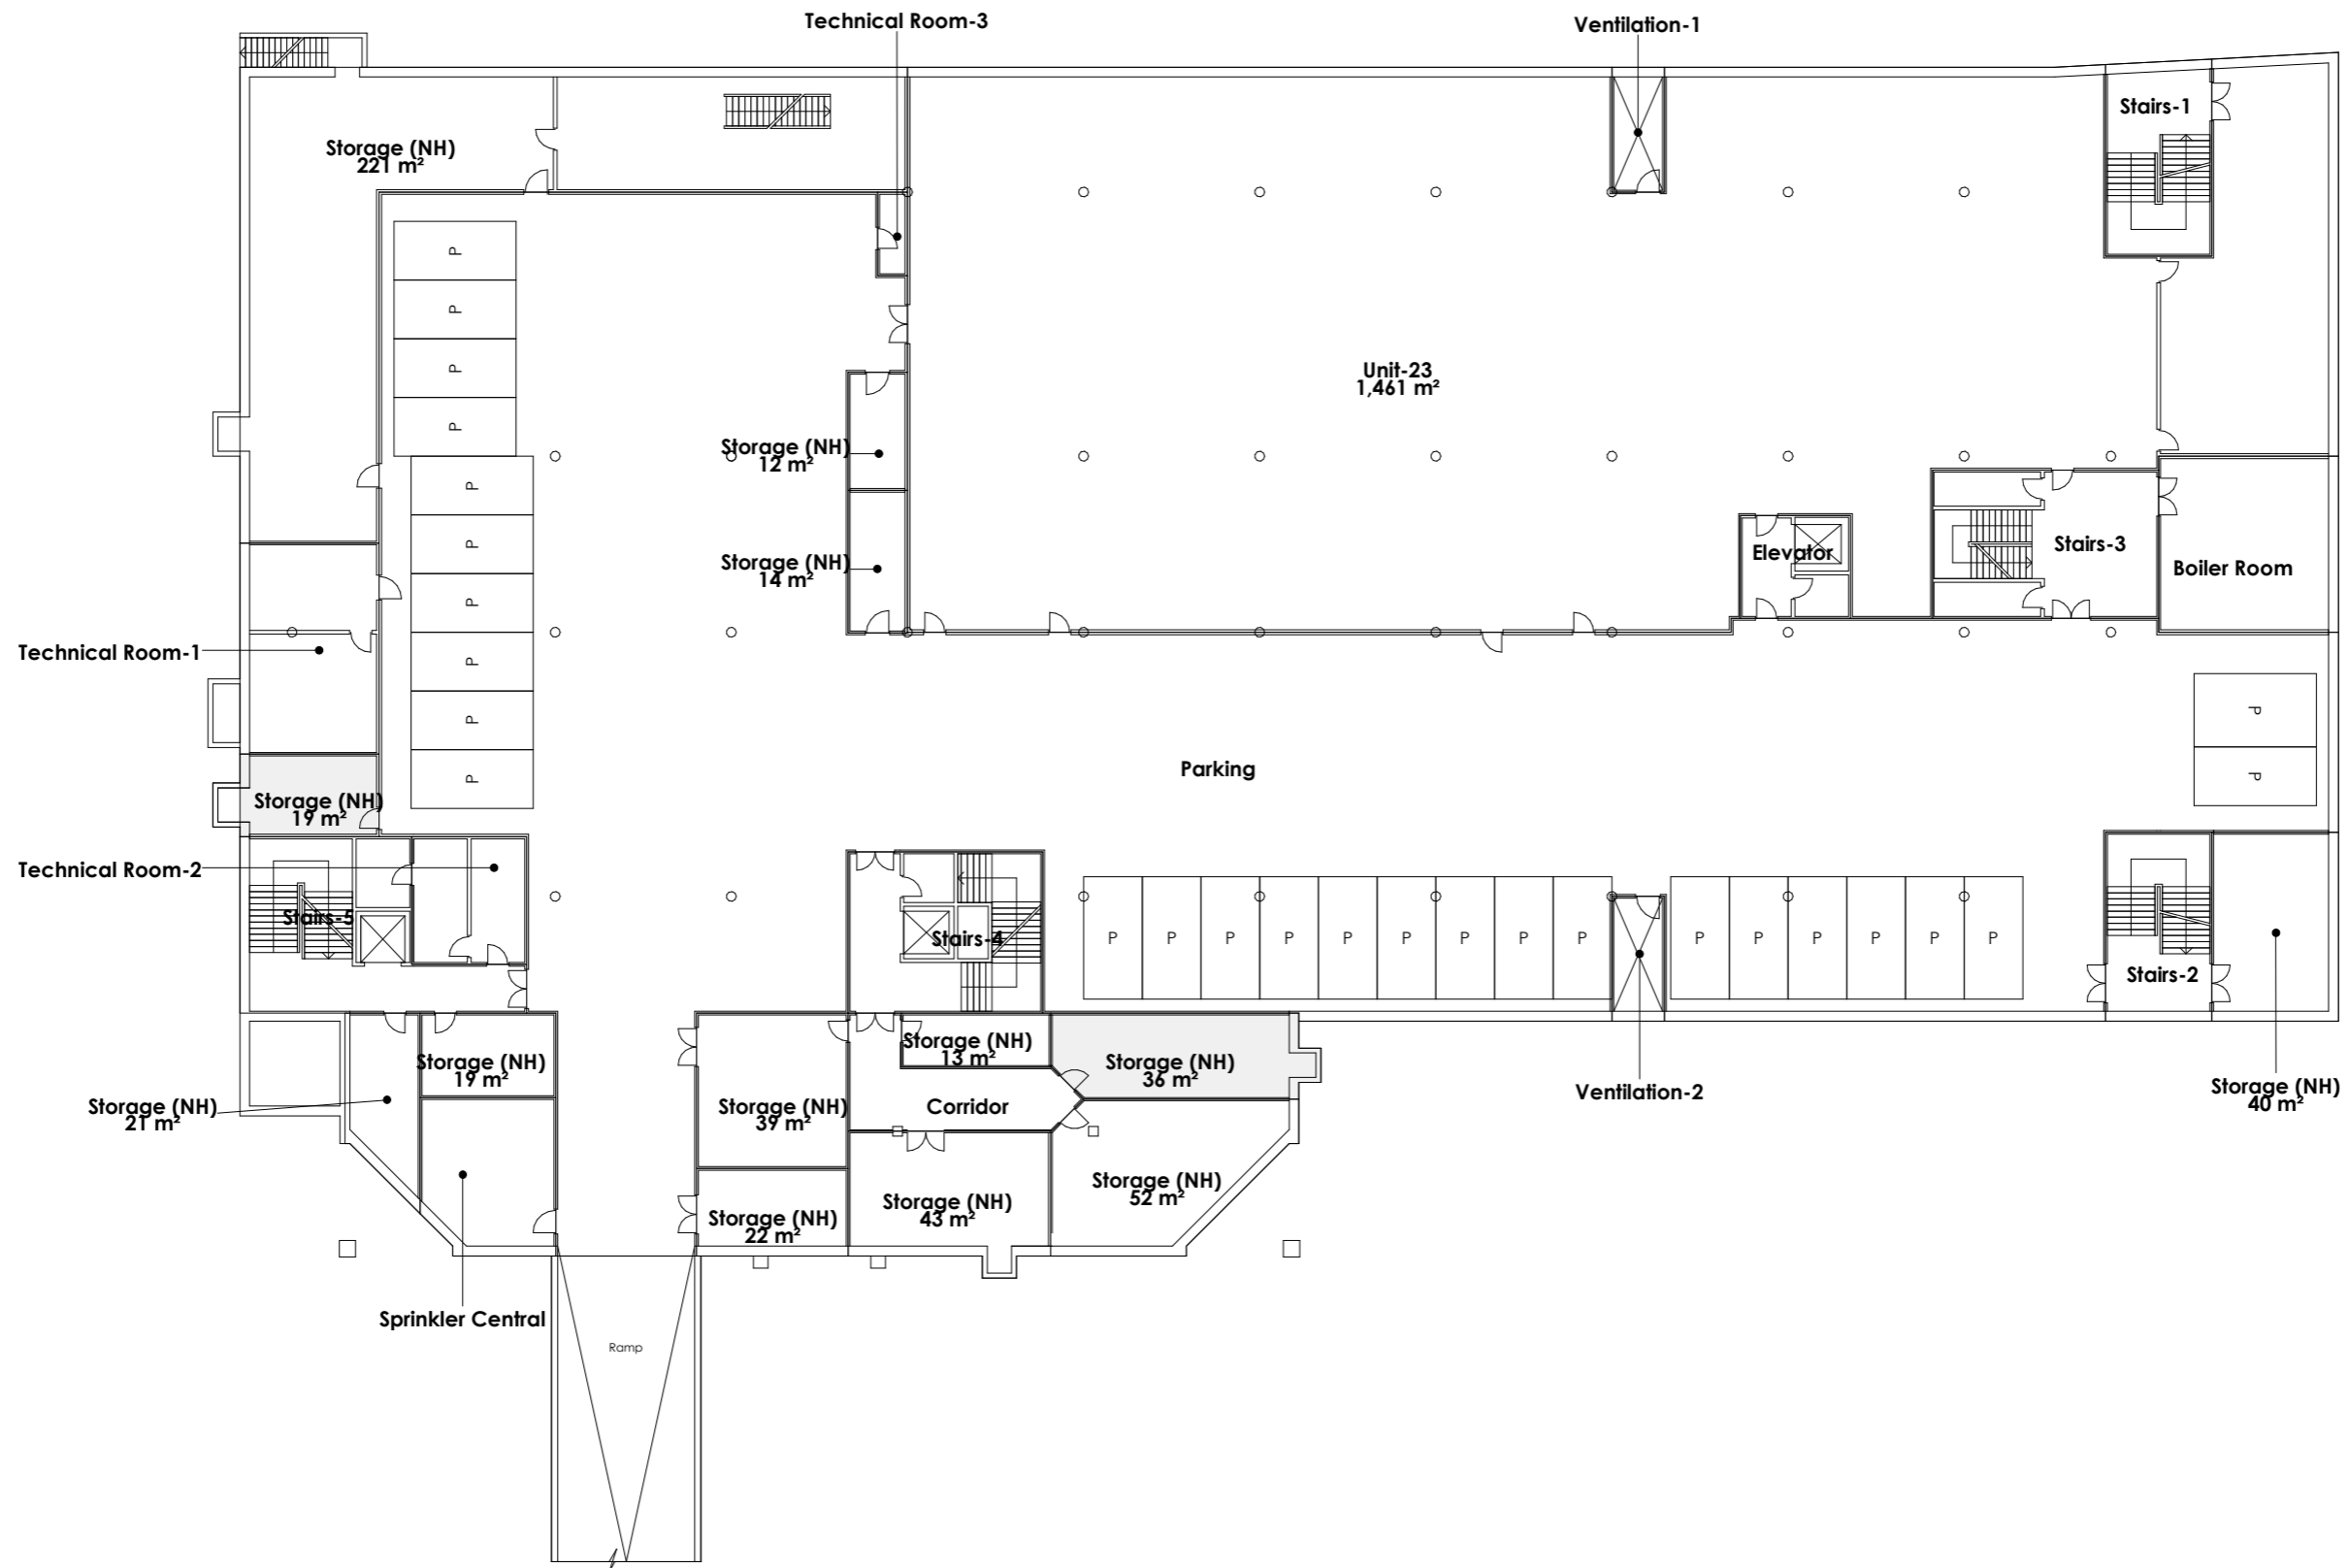 Technical Room-3
Ventilation-1
Stairs-1
Storage (NH)
221 m²
P
P
P
P
Unit-23
1,461 m²
Storage (NH)
12 m²
P
P
P
P
P
P
Storage (NH)
14 m²
Elevator
Stairs-3
Boiler Room
Technical Room-1
P
P
Parking
Storage (NH)
19 m²
Technical Room-2
Stairs-5
Stairs-4
P P P P P P P P P
P P P P P P
Stairs-2
Storage (NH)
19 m²
Storage (NH)
13 m²
Storage (NH)
36 m²
Ventilation-2
Storage (NH)
40 m²
Storage (NH)
21 m²
Storage (NH)
39 m²
Corridor
Storage (NH)
52 m²
Storage (NH)
43 m²
Storage (NH)
22 m²
Sprinkler Central
Ramp